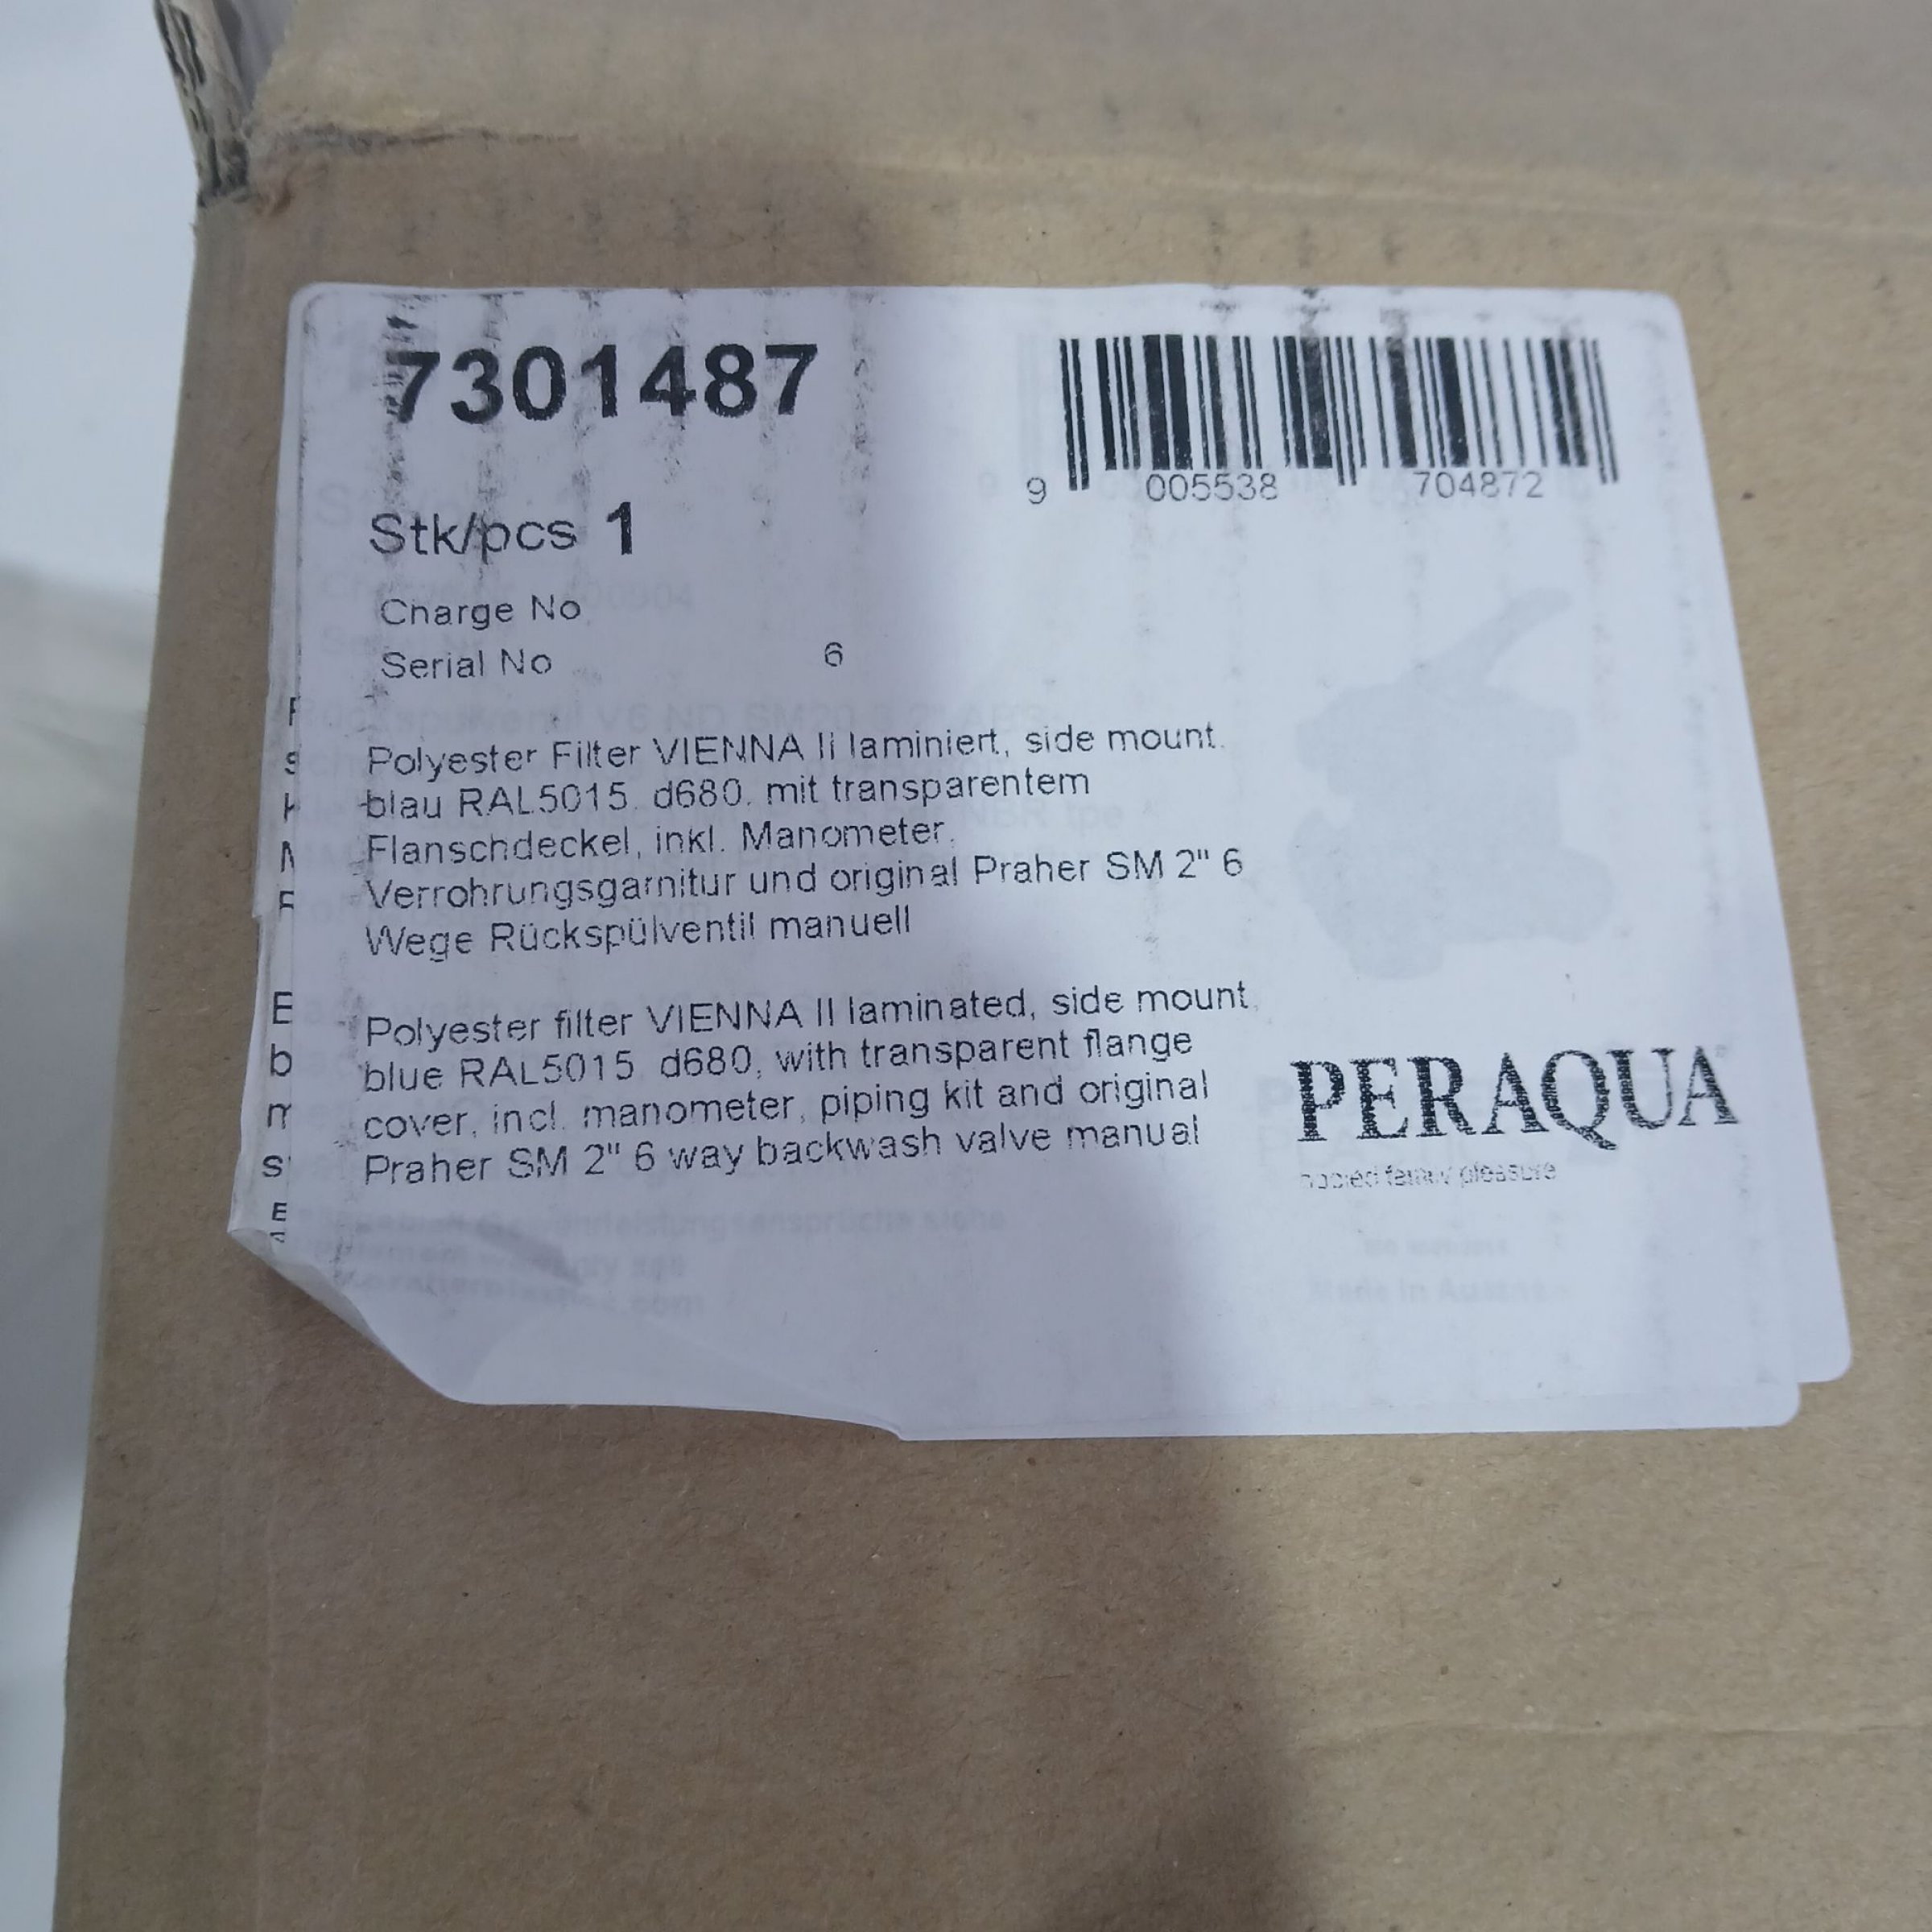 7301487
9 005538 704872
Stk/pcs 1
Charge No
Serial No 6
Polyester Filter VIENNA II laminiert, side mount,
blau RAL5015, d680, mit transparentem
Flanschdeckel, inkl. Manometer,
Verrohrungsgarnitur und original Praher SM 2" 6
Wege Rückspülventil manuell
Polyester filter VIENNA II laminated, side mount,
blue RAL5015 d680, with transparent flange
cover, incl. manometer, piping kit and original
Praher SM 2" 6 way backwash valve manual
PERAQUA
family pleasure